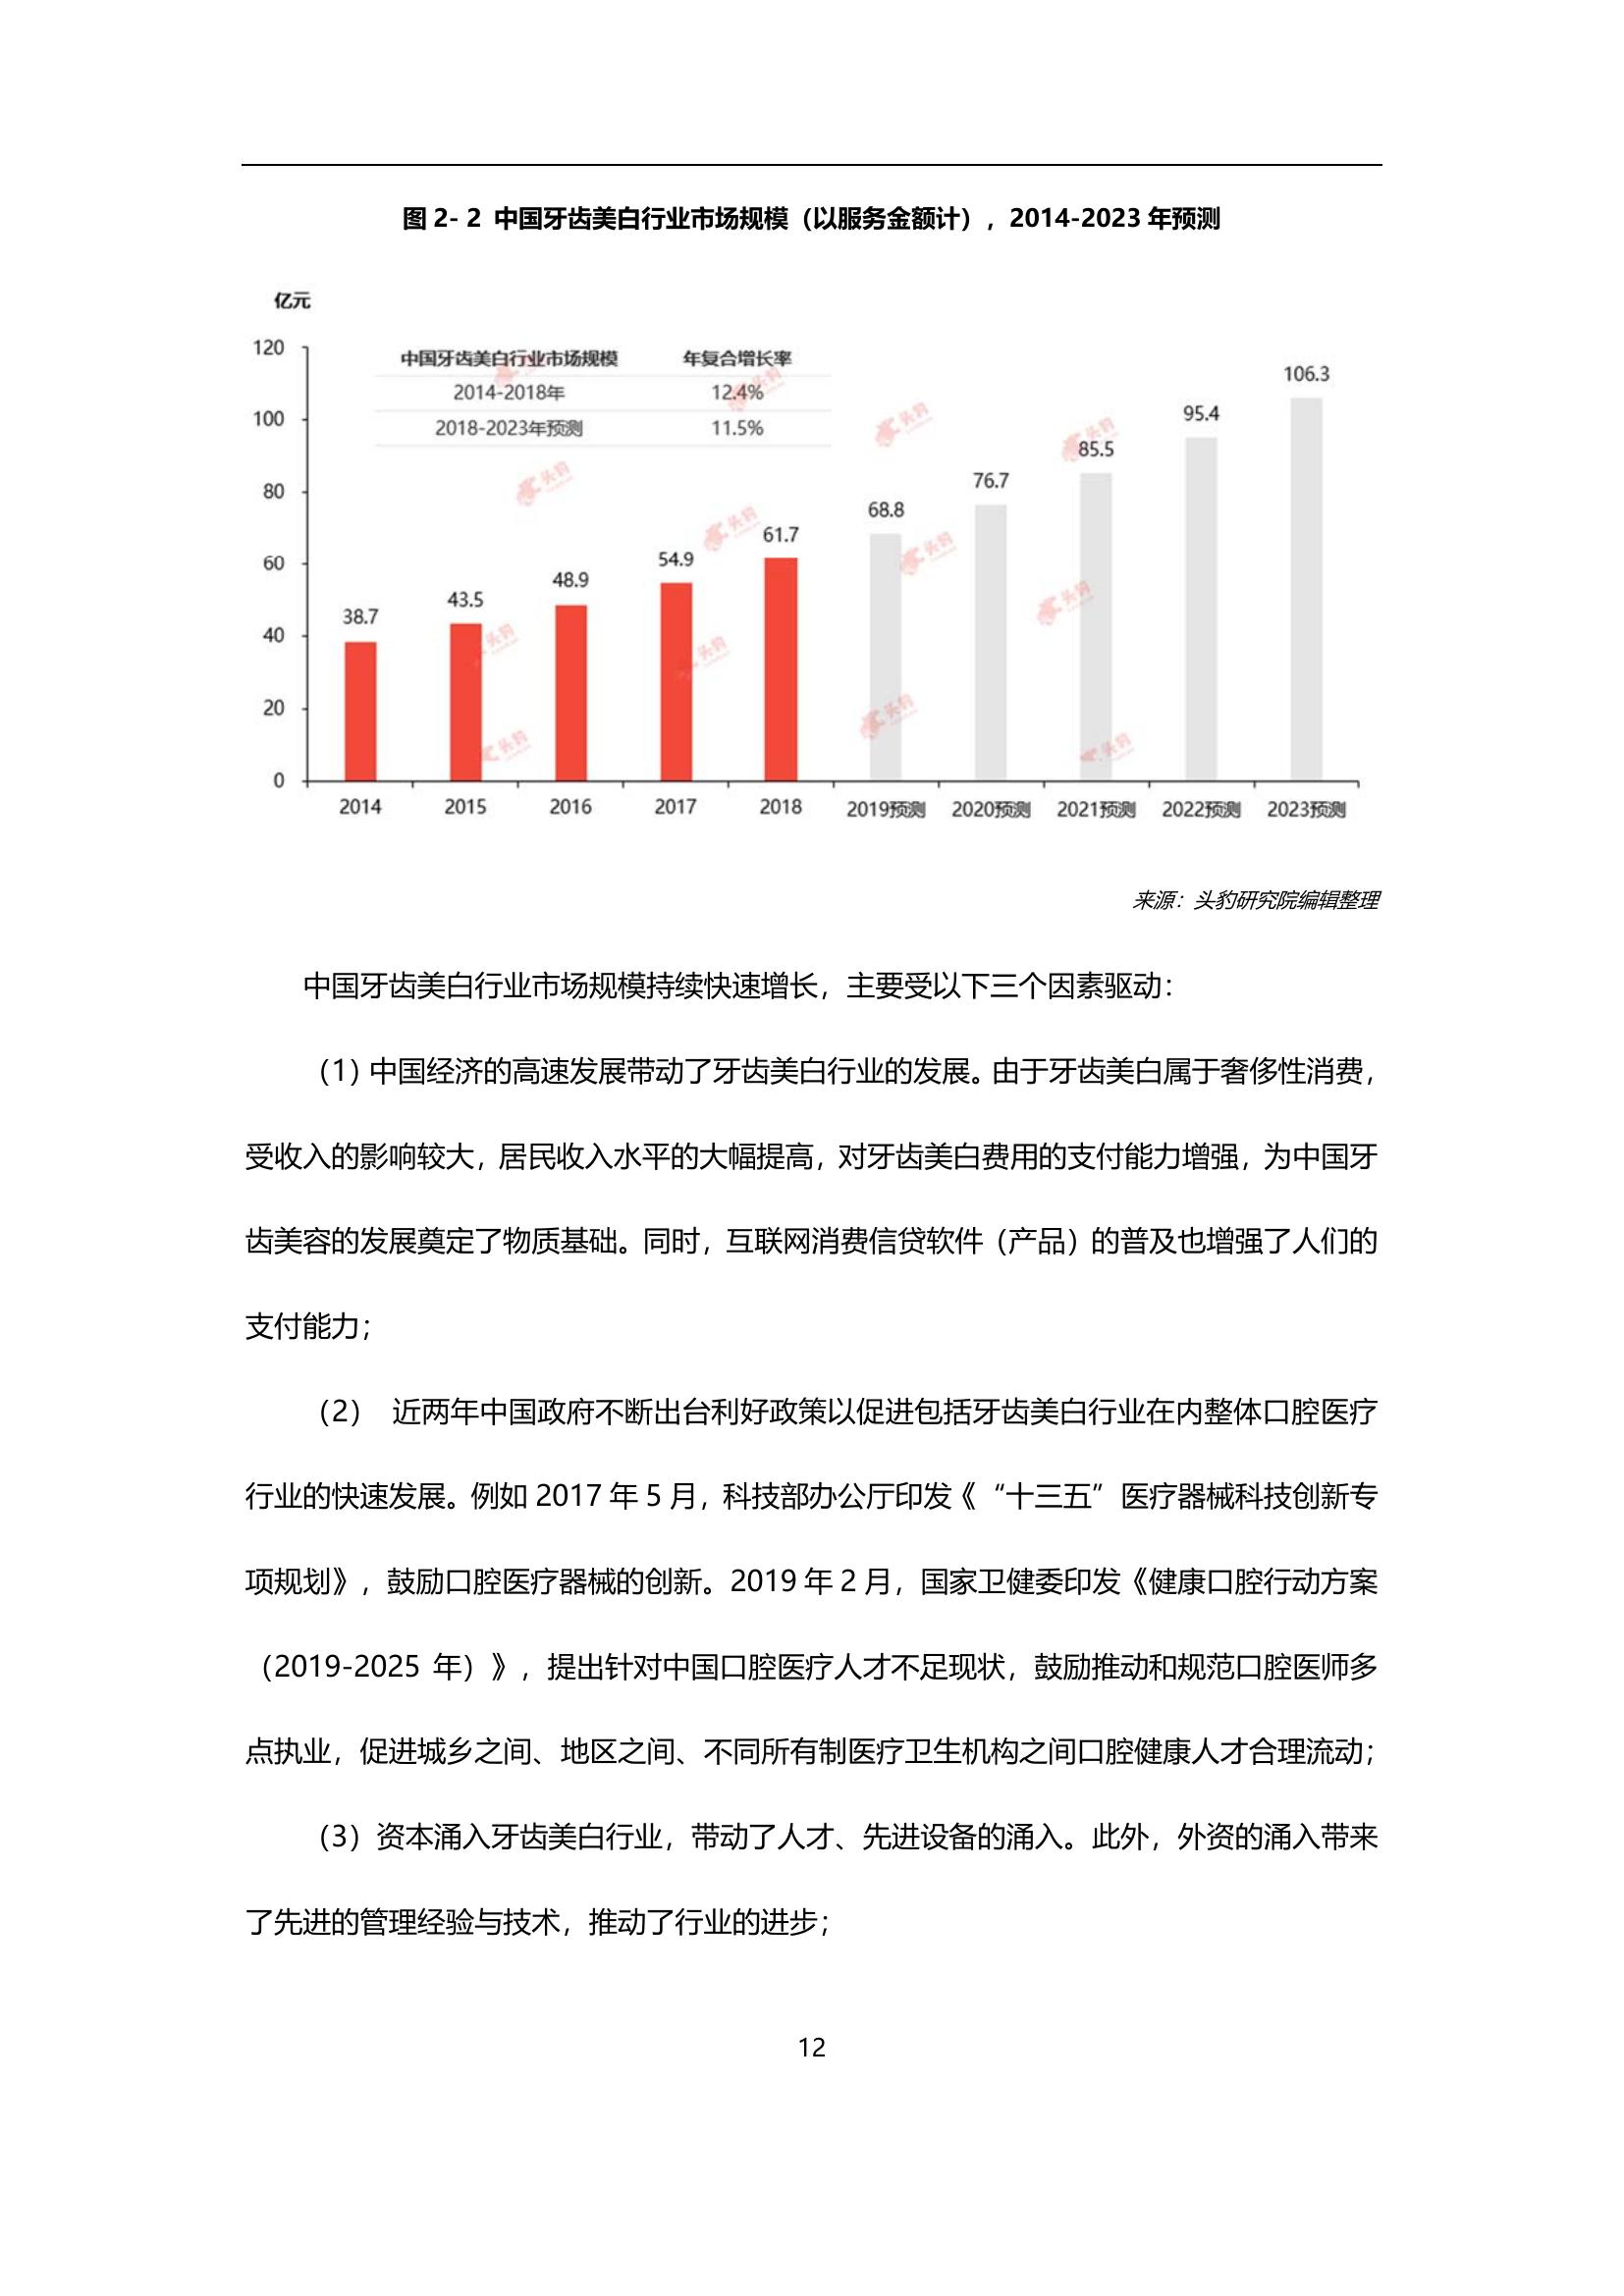 图 2- 2 中国牙齿美白行业市场规模（以服务金额计），2014-2023 年预测
亿元
120
100
80
60
40
20
0
中国牙齿美白行业市场规模 年复合增长率
2014-2018年 12.4%
2018-2023年预测 11.5%
38.7
43.5
48.9
54.9
61.7
68.8
76.7
85.5
95.4
106.3
2014 2015 2016 2017 2018 2019预测 2020预测 2021预测 2022预测 2023预测
头豹
头豹
头豹
头豹
头豹
头豹
头豹
头豹
头豹
头豹
头豹
头豹
头豹
来源：头豹研究院编辑整理
中国牙齿美白行业市场规模持续快速增长，主要受以下三个因素驱动：
（1）中国经济的高速发展带动了牙齿美白行业的发展。由于牙齿美白属于奢侈性消费，
受收入的影响较大，居民收入水平的大幅提高，对牙齿美白费用的支付能力增强，为中国牙
齿美容的发展奠定了物质基础。同时，互联网消费信贷软件（产品）的普及也增强了人们的
支付能力；
（2） 近两年中国政府不断出台利好政策以促进包括牙齿美白行业在内整体口腔医疗
行业的快速发展。例如 2017 年 5 月，科技部办公厅印发《“十三五”医疗器械科技创新专
项规划》，鼓励口腔医疗器械的创新。2019 年 2 月，国家卫健委印发《健康口腔行动方案
（2019-2025 年）》，提出针对中国口腔医疗人才不足现状，鼓励推动和规范口腔医师多
点执业，促进城乡之间、地区之间、不同所有制医疗卫生机构之间口腔健康人才合理流动；
（3）资本涌入牙齿美白行业，带动了人才、先进设备的涌入。此外，外资的涌入带来
了先进的管理经验与技术，推动了行业的进步；
12